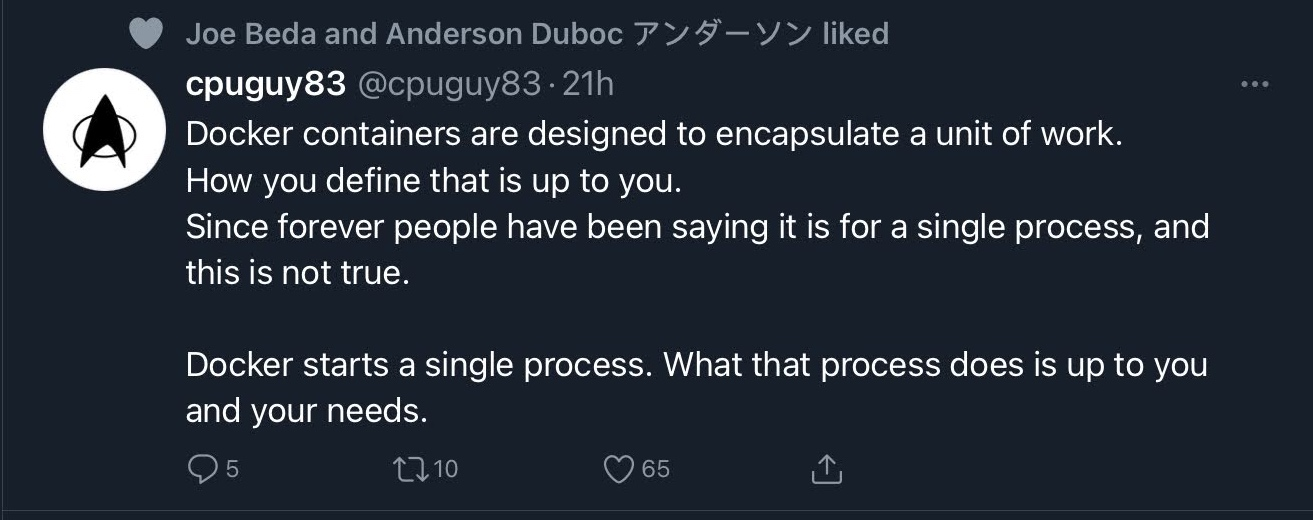 Joe Beda and Anderson Duboc アンダーソン liked
cpuguy83 @cpuguy83 · 21h
Docker containers are designed to encapsulate a unit of work.
How you define that is up to you.
Since forever people have been saying it is for a single process, and
this is not true.
Docker starts a single process. What that process does is up to you
and your needs.
5 10 65